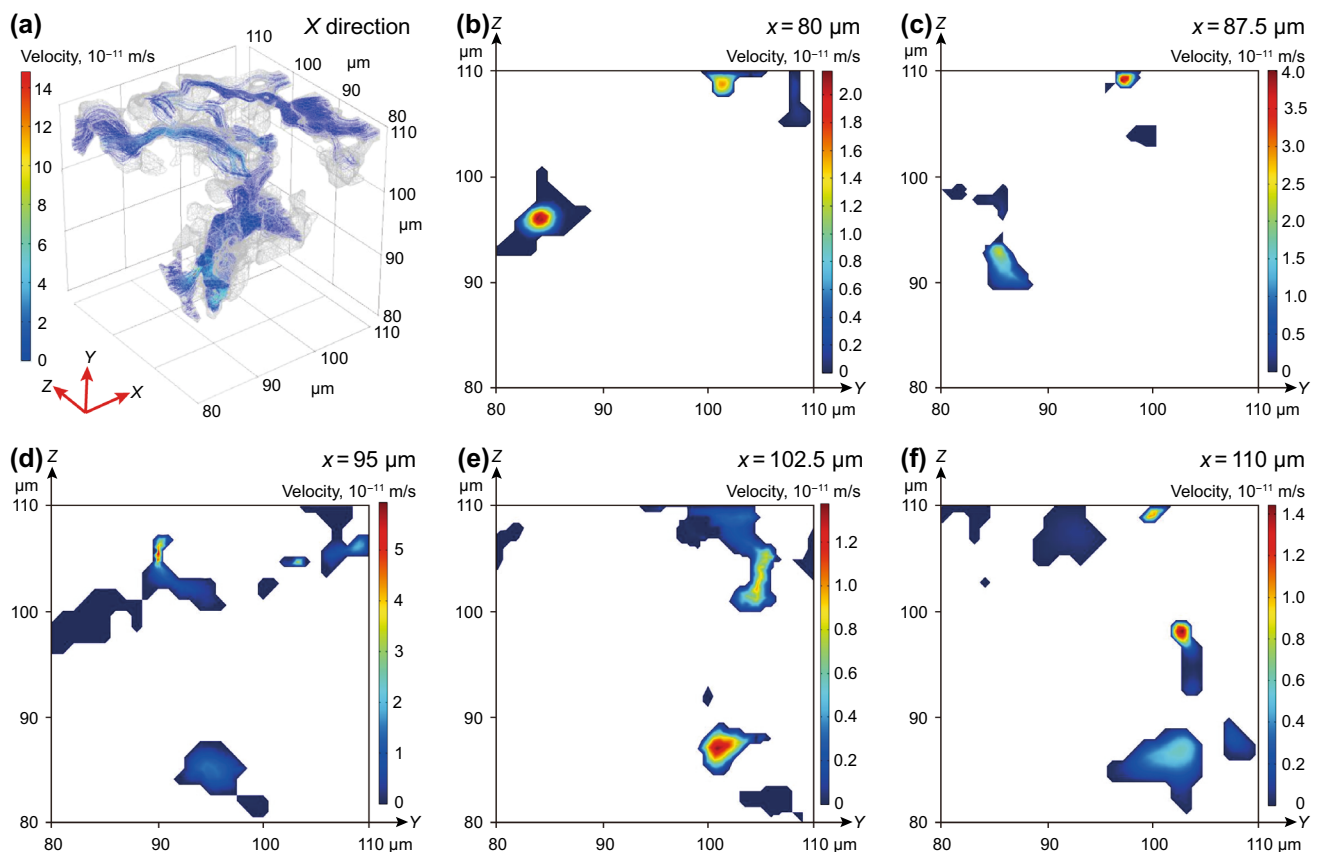 (a)
X direction
Velocity, 10⁻¹¹ m/s
14
12
10
8
6
4
2
0
110
100
90
80
μm
110
100
μm
90
80
110
100
μm
90
80
Z
Y
X
(b)
Z
x = 80 μm
μm
Velocity, 10⁻¹¹ m/s
110
100
90
80
80
90
100
110 μm
Y
2.0
1.8
1.6
1.4
1.2
1.0
0.8
0.6
0.4
0.2
0
(c)
Z
x = 87.5 μm
μm
Velocity, 10⁻¹¹ m/s
110
100
90
80
80
90
100
110 μm
Y
4.0
3.5
3.0
2.5
2.0
1.5
1.0
0.5
0
(d)
Z
x = 95 μm
μm
Velocity, 10⁻¹¹ m/s
110
100
90
80
80
90
100
110 μm
Y
5
4
3
2
1
0
(e)
Z
x = 102.5 μm
μm
Velocity, 10⁻¹¹ m/s
110
100
90
80
80
90
100
110 μm
Y
1.2
1.0
0.8
0.6
0.4
0.2
0
(f)
Z
x = 110 μm
μm
Velocity, 10⁻¹¹ m/s
110
100
90
80
80
90
100
110 μm
Y
1.4
1.2
1.0
0.8
0.6
0.4
0.2
0